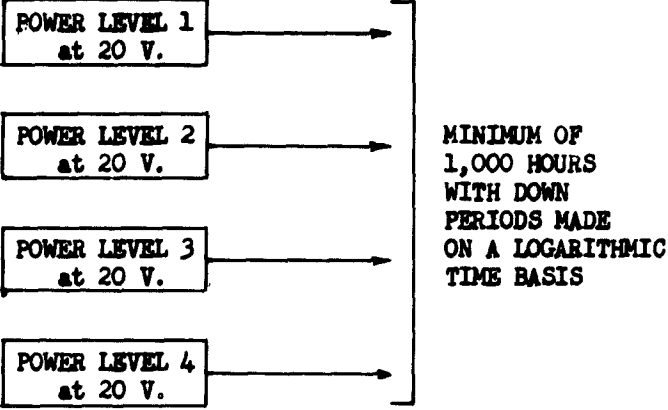 POWER LEVEL 1
at 20 V.
POWER LEVEL 2
at 20 V.
POWER LEVEL 3
at 20 V.
POWER LEVEL 4
at 20 V.
MINIMUM OF
1,000 HOURS
WITH DOWN
PERIODS MADE
ON A LOGARITHMIC
TIME BASIS